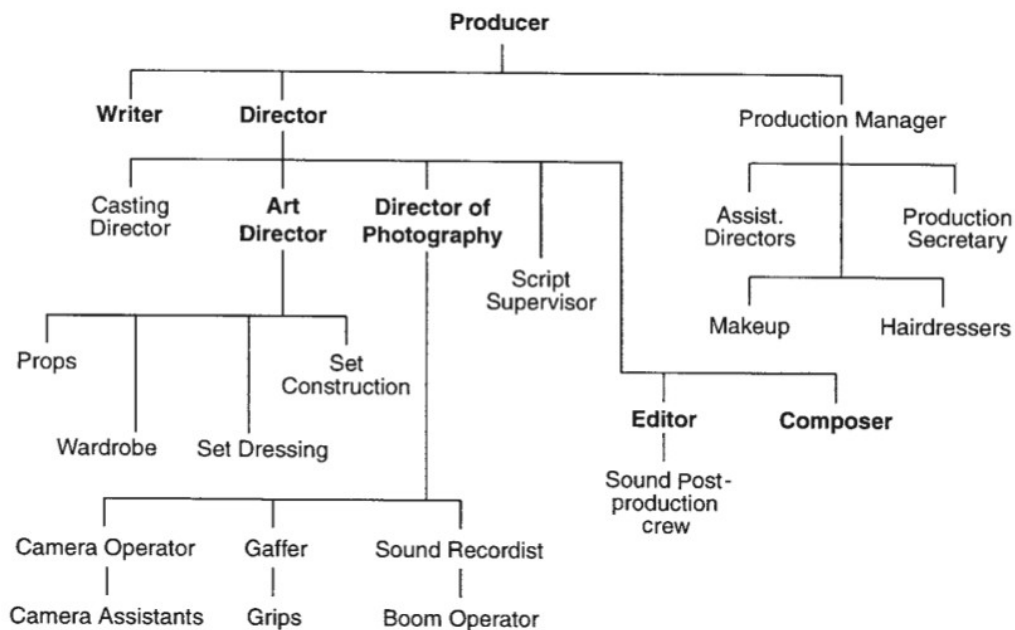 Producer
Writer
Director
Production Manager
Casting
Director
Art
Director
Director of
Photography
Script
Supervisor
Assist.
Directors
Production
Secretary
Makeup
Hairdressers
Props
Set
Construction
Wardrobe
Set Dressing
Editor
Composer
Sound Post-
production
crew
Camera Operator
Gaffer
Sound Recordist
Camera Assistants
Grips
Boom Operator